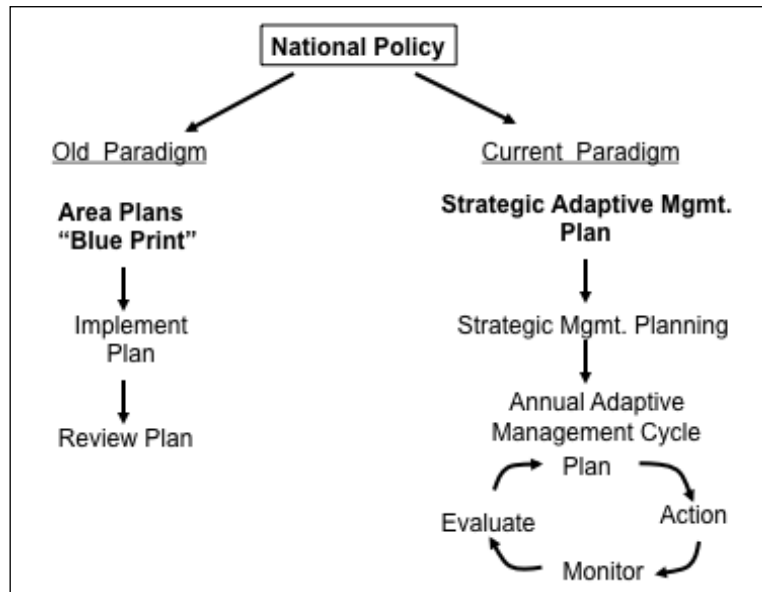 National Policy
Old Paradigm
Area Plans
“Blue Print”
Implement
Plan
Review Plan
Current Paradigm
Strategic Adaptive Mgmt.
Plan
Strategic Mgmt. Planning
Annual Adaptive
Management Cycle
Plan
Action
Monitor
Evaluate